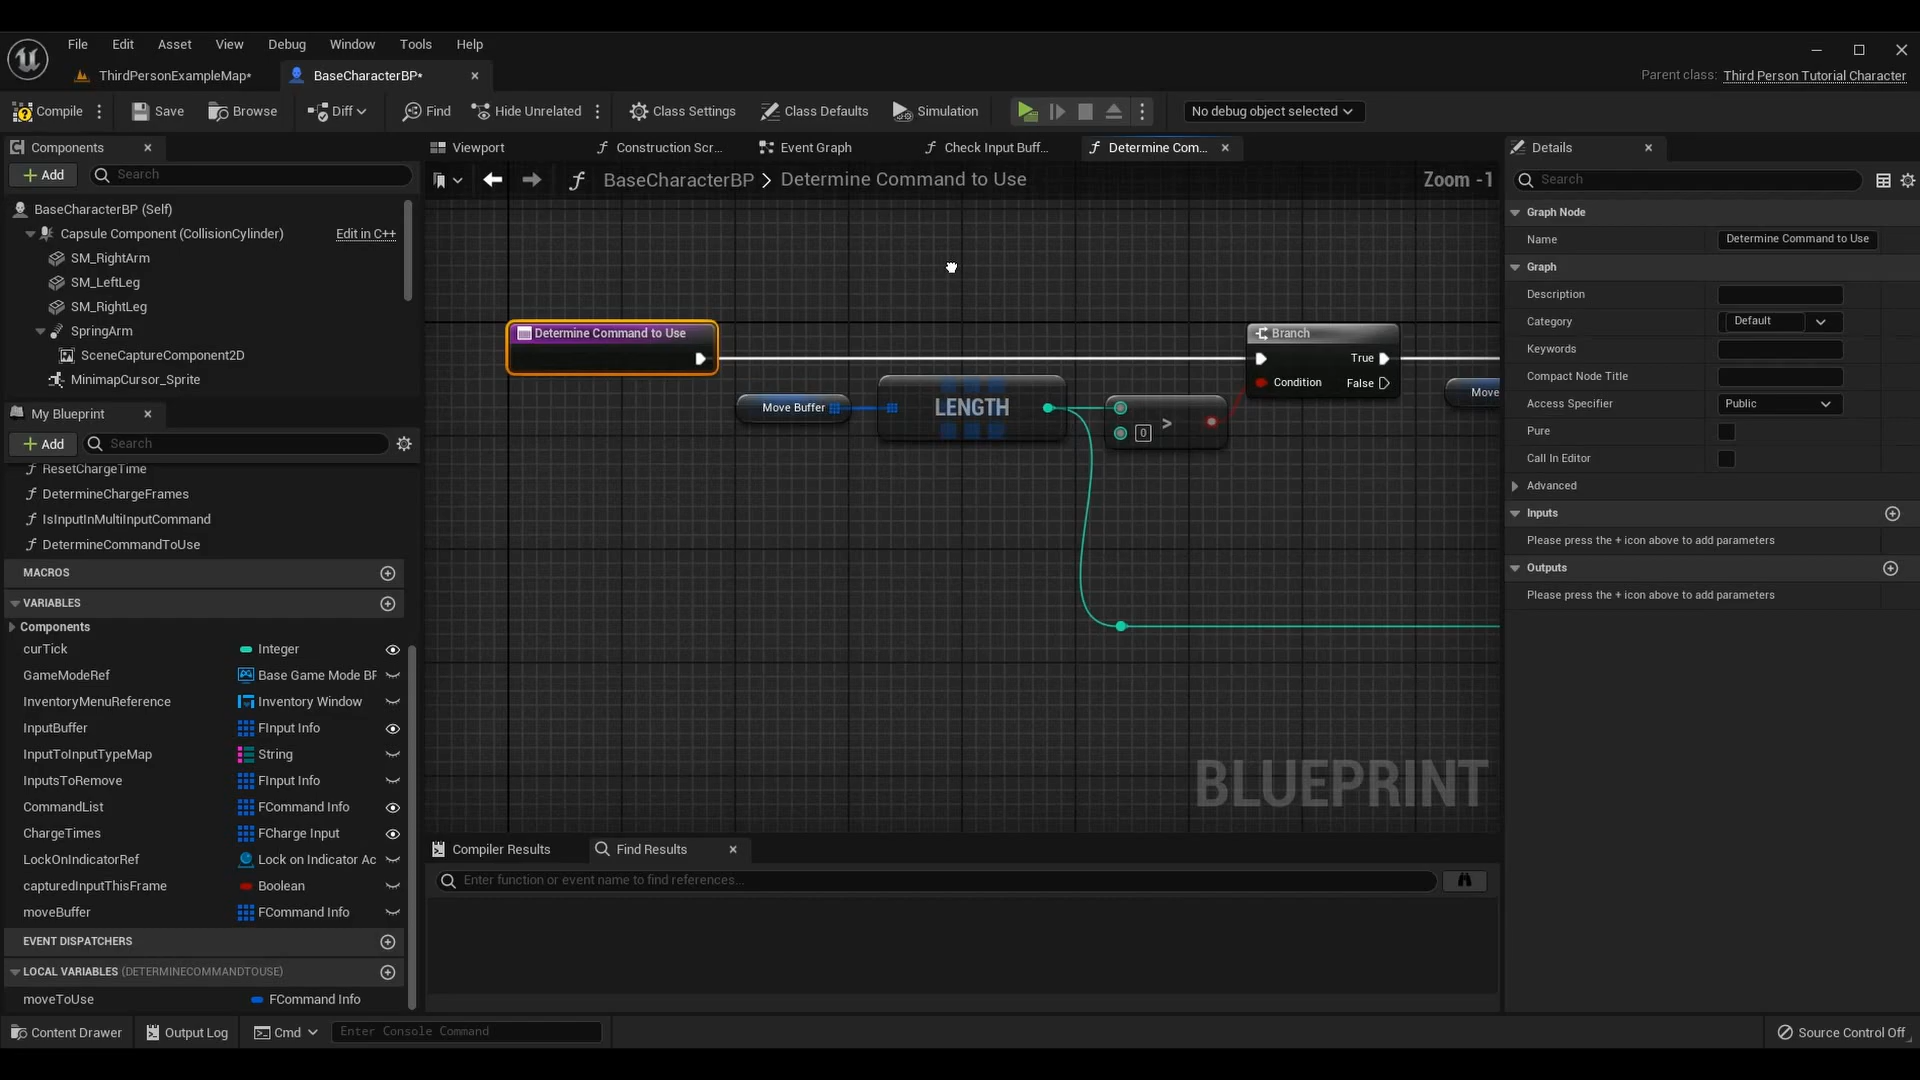 File Edit Asset View Debug Window Tools Help
ThirdPersonExampleMap* BaseCharacterBP* Parent class: Third Person Tutorial Character
Compile Save Browse Diff Find Hide Unrelated Class Settings Class Defaults Simulation No debug object selected
Components Viewport Construction Scr... Event Graph Check Input Buff... Determine Com... Details
Add Search BaseCharacterBP > Determine Command to Use Zoom -1 Search
BaseCharacterBP (Self)
Capsule Component (CollisionCylinder) Edit in C++
SM_RightArm
SM_LeftLeg
SM_RightLeg
SpringArm
SceneCaptureComponent2D
MinimapCursor_Sprite
My Blueprint
Add Search
ResetChargeTime
DetermineChargeFrames
IsInputInMultiInputCommand
DetermineCommandToUse
MACROS
VARIABLES
Components
curTick Integer
GameModeRef Base Game Mode BP
InventoryMenuReference Inventory Window
InputBuffer FInput Info
InputToInputTypeMap String
InputsToRemove FInput Info
CommandList FCommand Info
ChargeTimes FCharge Input
LockOnIndicatorRef Lock on Indicator Ac
capturedInputThisFrame Boolean
moveBuffer FCommand Info
EVENT DISPATCHERS
LOCAL VARIABLES (DETERMINECOMMANDTOUSE)
moveToUse FCommand Info
Determine Command to Use
Move Buffer
LENGTH
0 >
Branch
True
Condition False
Move
BLUEPRINT
Compiler Results Find Results
Enter function or event name to find references...
Graph Node
Name Determine Command to Use
Graph
Description
Category Default
Keywords
Compact Node Title
Access Specifier Public
Pure
Call In Editor
Advanced
Inputs
Please press the + icon above to add parameters
Outputs
Please press the + icon above to add parameters
Content Drawer Output Log Cmd Enter Console Command Source Control Off